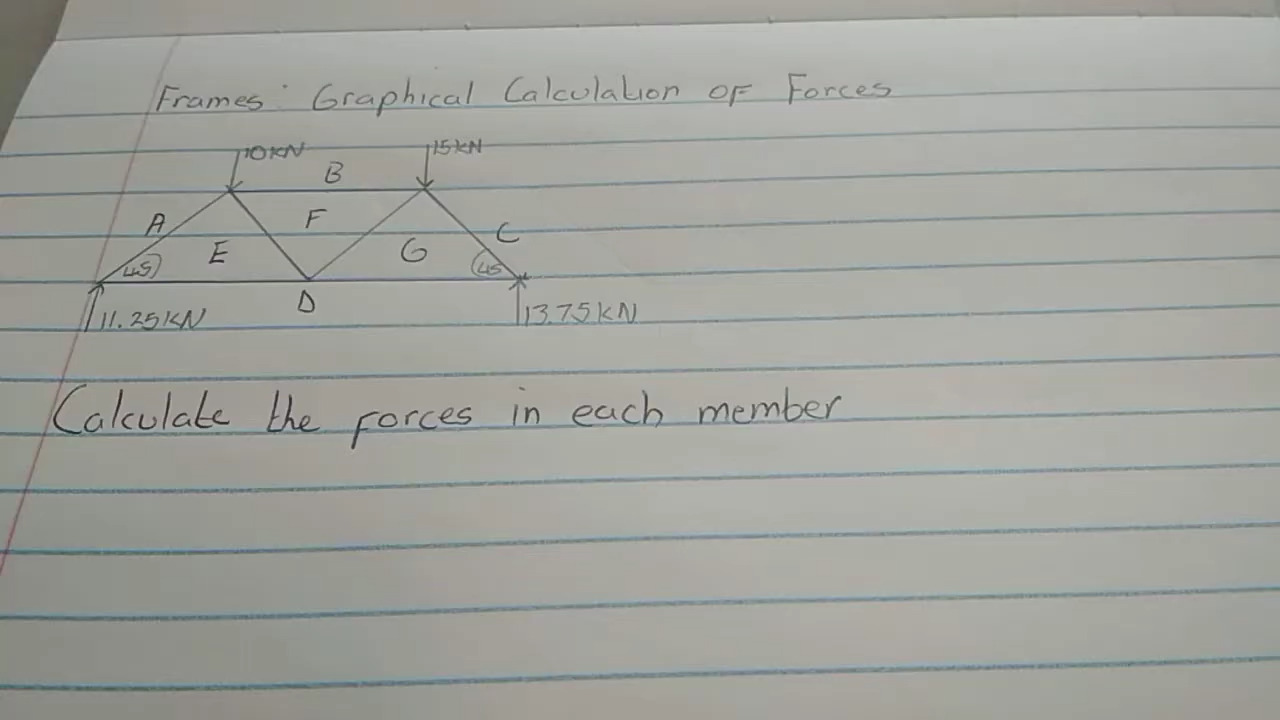 Frames: Graphical Calculation of Forces
10KN 15KN
B
A F C
E G
45 45
D
11.25KN 13.75KN
Calculate the forces in each member